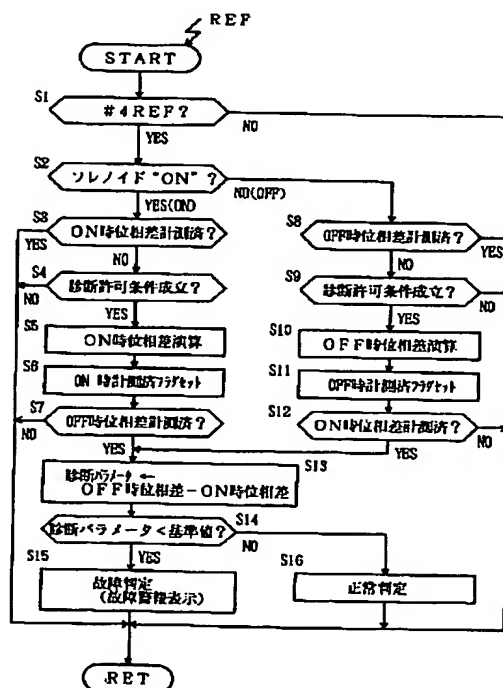 REF
START
S1
#4REF?
NO
YES
S2
ソレノイド"ON"?
NO(OFF)
YES(ON)
S3
ON時位相差計測済?
YES
NO
S8
OFF時位相差計測済?
YES
NO
S4
診断許可条件成立?
NO
YES
S9
診断許可条件成立?
NO
YES
S5
ON時位相差演算
S10
OFF時位相差演算
S6
ON時計測済フラグセット
S11
OFF時計測済フラグセット
S7
OFF時位相差計測済?
NO
YES
S12
ON時位相差計測済?
NO
YES
S13
診断パラメータ←
OFF時位相差-ON時位相差
S14
診断パラメータ<基準値?
NO
YES
S15
故障判定
(故障警報表示)
S16
正常判定
RET